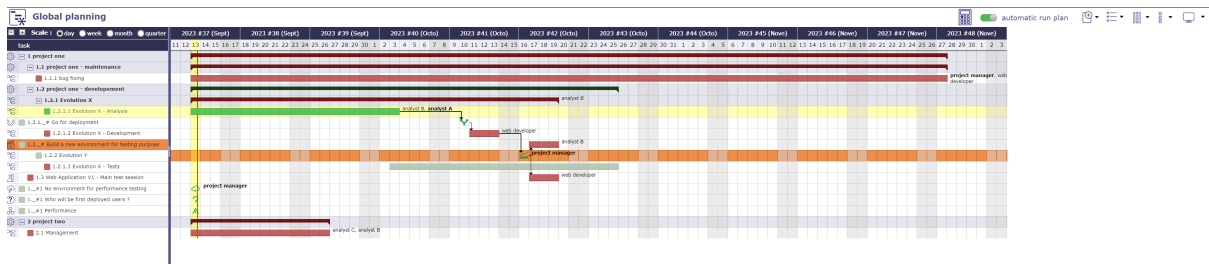 Global planning
automatic run plan
Scale : day week month quarter
2023 #37 (Sept) 2023 #38 (Sept) 2023 #39 (Sept) 2023 #40 (Octo) 2023 #41 (Octo) 2023 #42 (Octo) 2023 #43 (Octo) 2023 #44 (Octo) 2023 #45 (Nove) 2023 #46 (Nove) 2023 #47 (Nove) 2023 #48 (Nove)
task
11 12 13 14 15 16 17 18 19 20 21 22 23 24 25 26 27 28 29 30 1 2 3 4 5 6 7 8 9 10 11 12 13 14 15 16 17 18 19 20 21 22 23 24 25 26 27 28 29 30 31 1 2 3 4 5 6 7 8 9 10 11 12 13 14 15 16 17 18 19 20 21 22 23 24 25 26 27 28 29 30 1 2 3
1 project one
1.1 project one - maintenance
1.1.1 bug fixing
project manager, web
developer
1.2 project one - developement
1.2.1 Evolution X
analyst B
1.2.1.1 Evolution X - Analysis
analyst B, analyst A
1.2.1._# Go for deployment
1.2.1.2 Evolution X - Development
web developer
1.2._# Build a new environment for testing purpose
analyst B
1.2.2 Evolution Y
project manager
1.2.1.3 Evolution X - Tests
1.3 Web Application V1 - Main test session
web developer
1._#1 No environment for performance testing
project manager
1._#1 Who will be first deployed users ?
1._#1 Performance
2 project two
2.1 Management
analyst C, analyst B